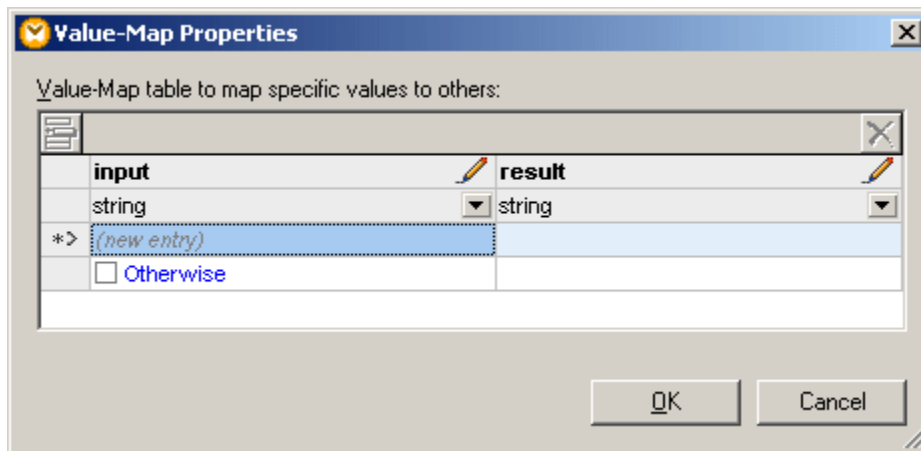 Value-Map Properties
Value-Map table to map specific values to others:
input result
string string
*> (new entry)
Otherwise
OK Cancel